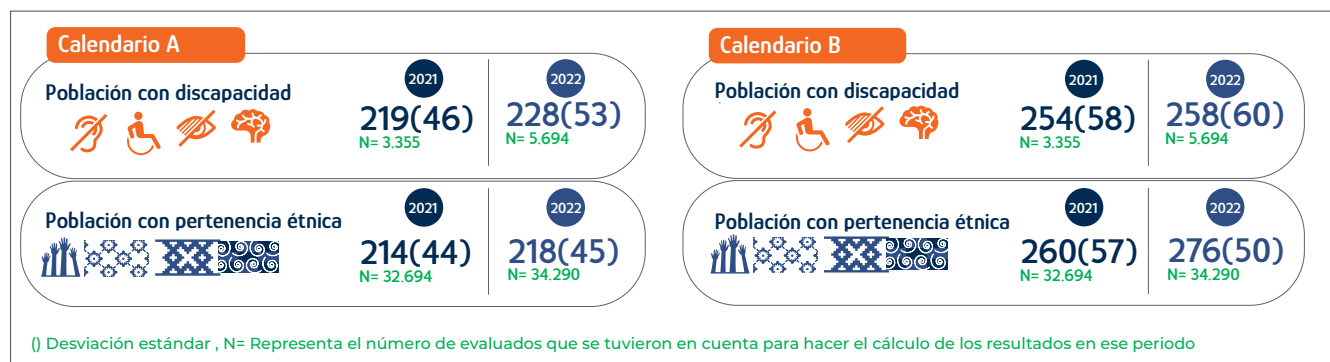 Calendario A
Población con discapacidad
2021
219(46)
N= 3.355
2022
228(53)
N= 5.694
Población con pertenencia étnica
2021
214(44)
N= 32.694
2022
218(45)
N= 34.290
Calendario B
Población con discapacidad
2021
254(58)
N= 3.355
2022
258(60)
N= 5.694
Población con pertenencia étnica
2021
260(57)
N= 32.694
2022
276(50)
N= 34.290
() Desviación estándar , N= Representa el número de evaluados que se tuvieron en cuenta para hacer el cálculo de los resultados en ese periodo